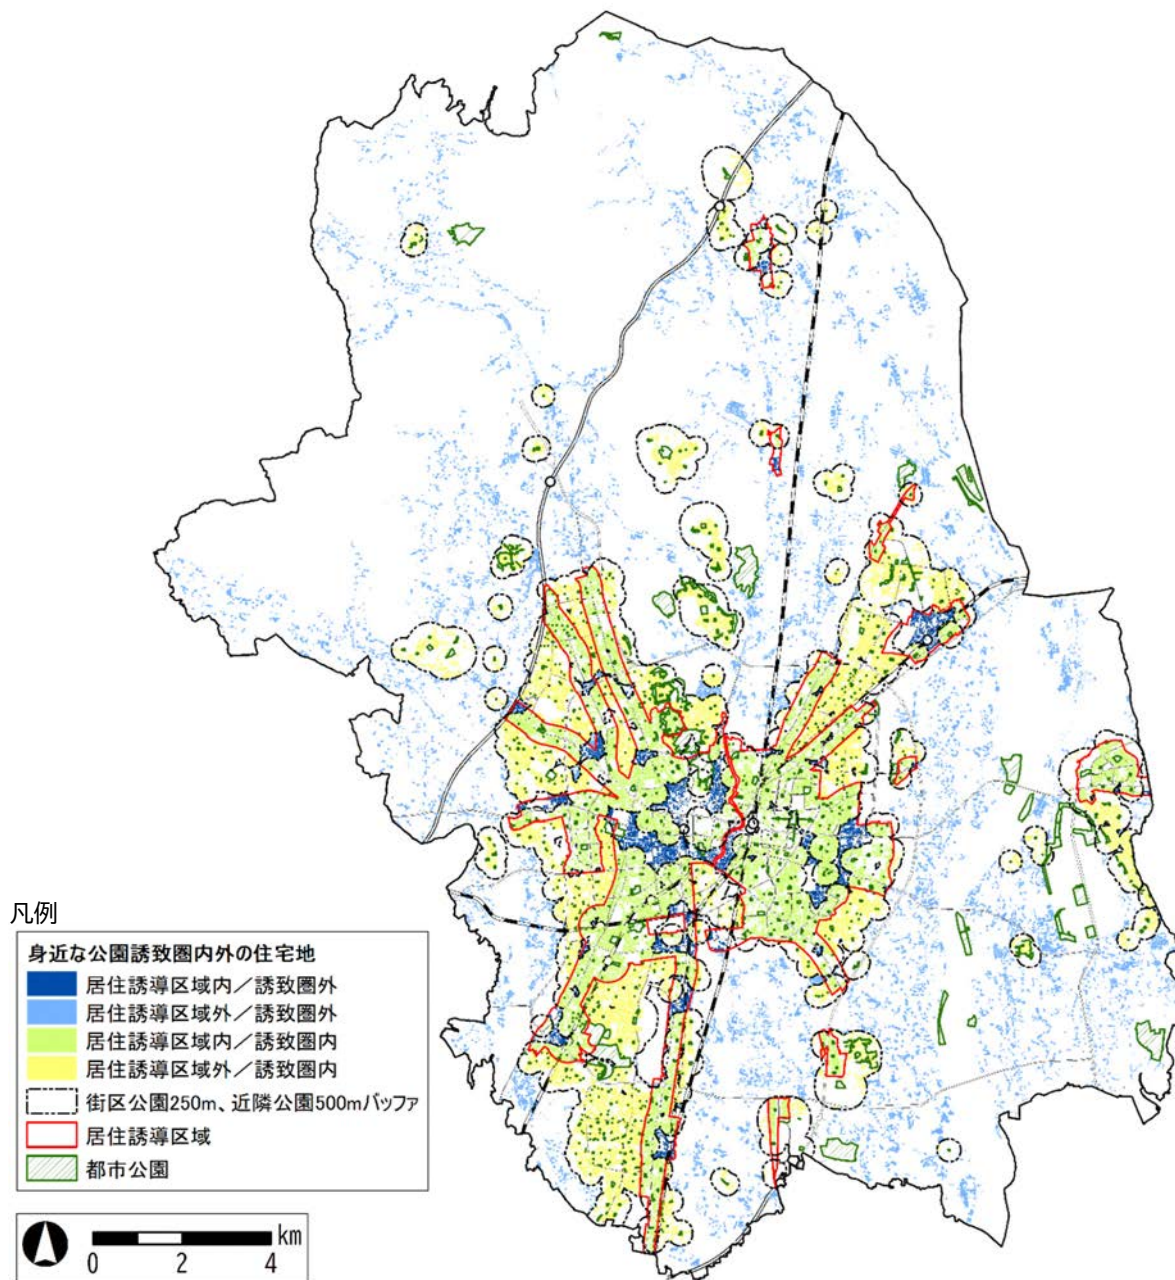 凡例
身近な公園誘致圏内外の住宅地
居住誘導区域内／誘致圏外
居住誘導区域外／誘致圏外
居住誘導区域内／誘致圏内
居住誘導区域外／誘致圏内
街区公園250m、近隣公園500mバッファ
居住誘導区域
都市公園
km
0 2 4